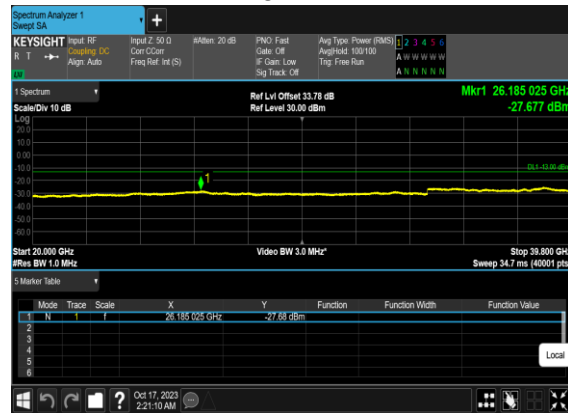 Spectrum Analyzer 1
Swept SA
+
KEYSIGHT Input: RF Input Z: 50 Ω #Atten: 20 dB PNO: Fast Avg Type: Power (RMS) 1 2 3 4 5 6
R T Coupling: DC Corr CCorr Gate: Off Avg|Hold: 100/100 A W W W W W
Align: Auto Freq Ref: Int (S) IF Gain: Low Trig: Free Run
LXI Sig Track: Off A N N N N N
1 Spectrum Ref Lvl Offset 33.78 dB Mkr1 26.185 025 GHz
Scale/Div 10 dB Ref Level 30.00 dBm -27.677 dBm
Log
20.0
10.00
0.00
-10.0 DL1 -13.00 dBm
-20.0 1
-30.0
-40.0
-50.0
-60.0
Start 20.000 GHz Video BW 3.0 MHz* Stop 39.800 GHz
#Res BW 1.0 MHz Sweep 34.7 ms (40001 pts)
5 Marker Table
Mode Trace Scale X Y Function Function Width Function Value
1 N 1 f 26.185 025 GHz -27.68 dBm
2
3
4
5
6
Local
? Oct 17, 2023
2:21:10 AM